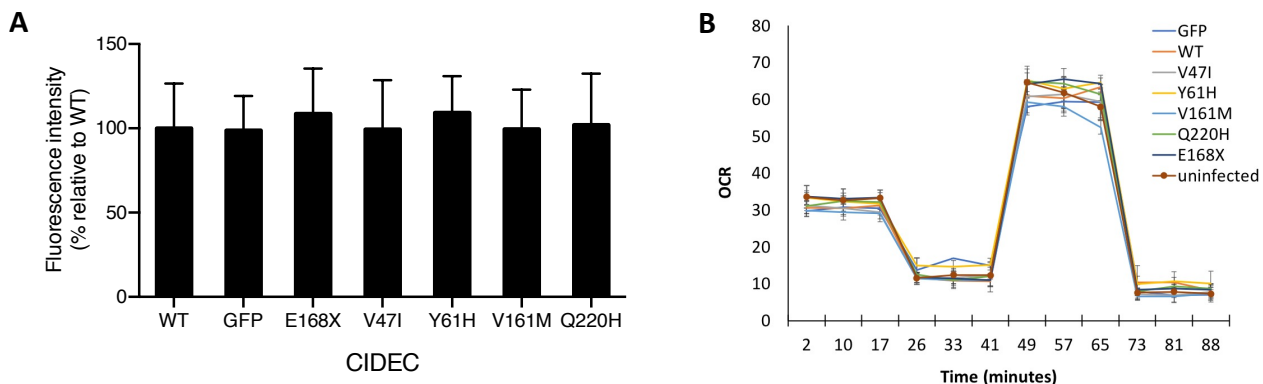 A
Fluorescence intensity
(% relative to WT)
150
100
50
0
WT GFP E168X V47I Y61H V161M Q220H
CIDEC
B
OCR
80
70
60
50
40
30
20
10
0
2 10 17 26 33 41 49 57 65 73 81 88
Time (minutes)
GFP
WT
V47I
Y61H
V161M
Q220H
E168X
uninfected